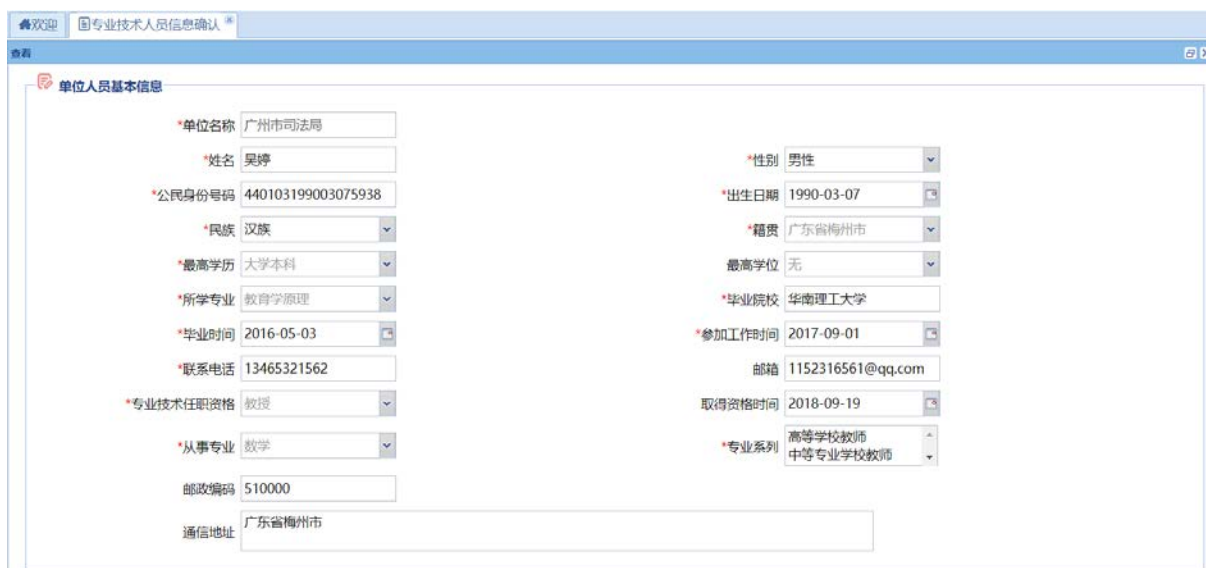 欢迎 专业技术人员信息确认
查看
单位人员基本信息
*单位名称 广州市司法局
*姓名 吴婷 *性别 男性
*公民身份号码 440103199003075938 *出生日期 1990-03-07
*民族 汉族 *籍贯 广东省梅州市
*最高学历 大学本科 最高学位 无
*所学专业 教育学原理 *毕业院校 华南理工大学
*毕业时间 2016-05-03 *参加工作时间 2017-09-01
*联系电话 13465321562 邮箱 1152316561@qq.com
*专业技术任职资格 教授 取得资格时间 2018-09-19
*从事专业 数学 *专业系列 高等学校教师
中等专业学校教师
邮政编码 510000
通信地址 广东省梅州市